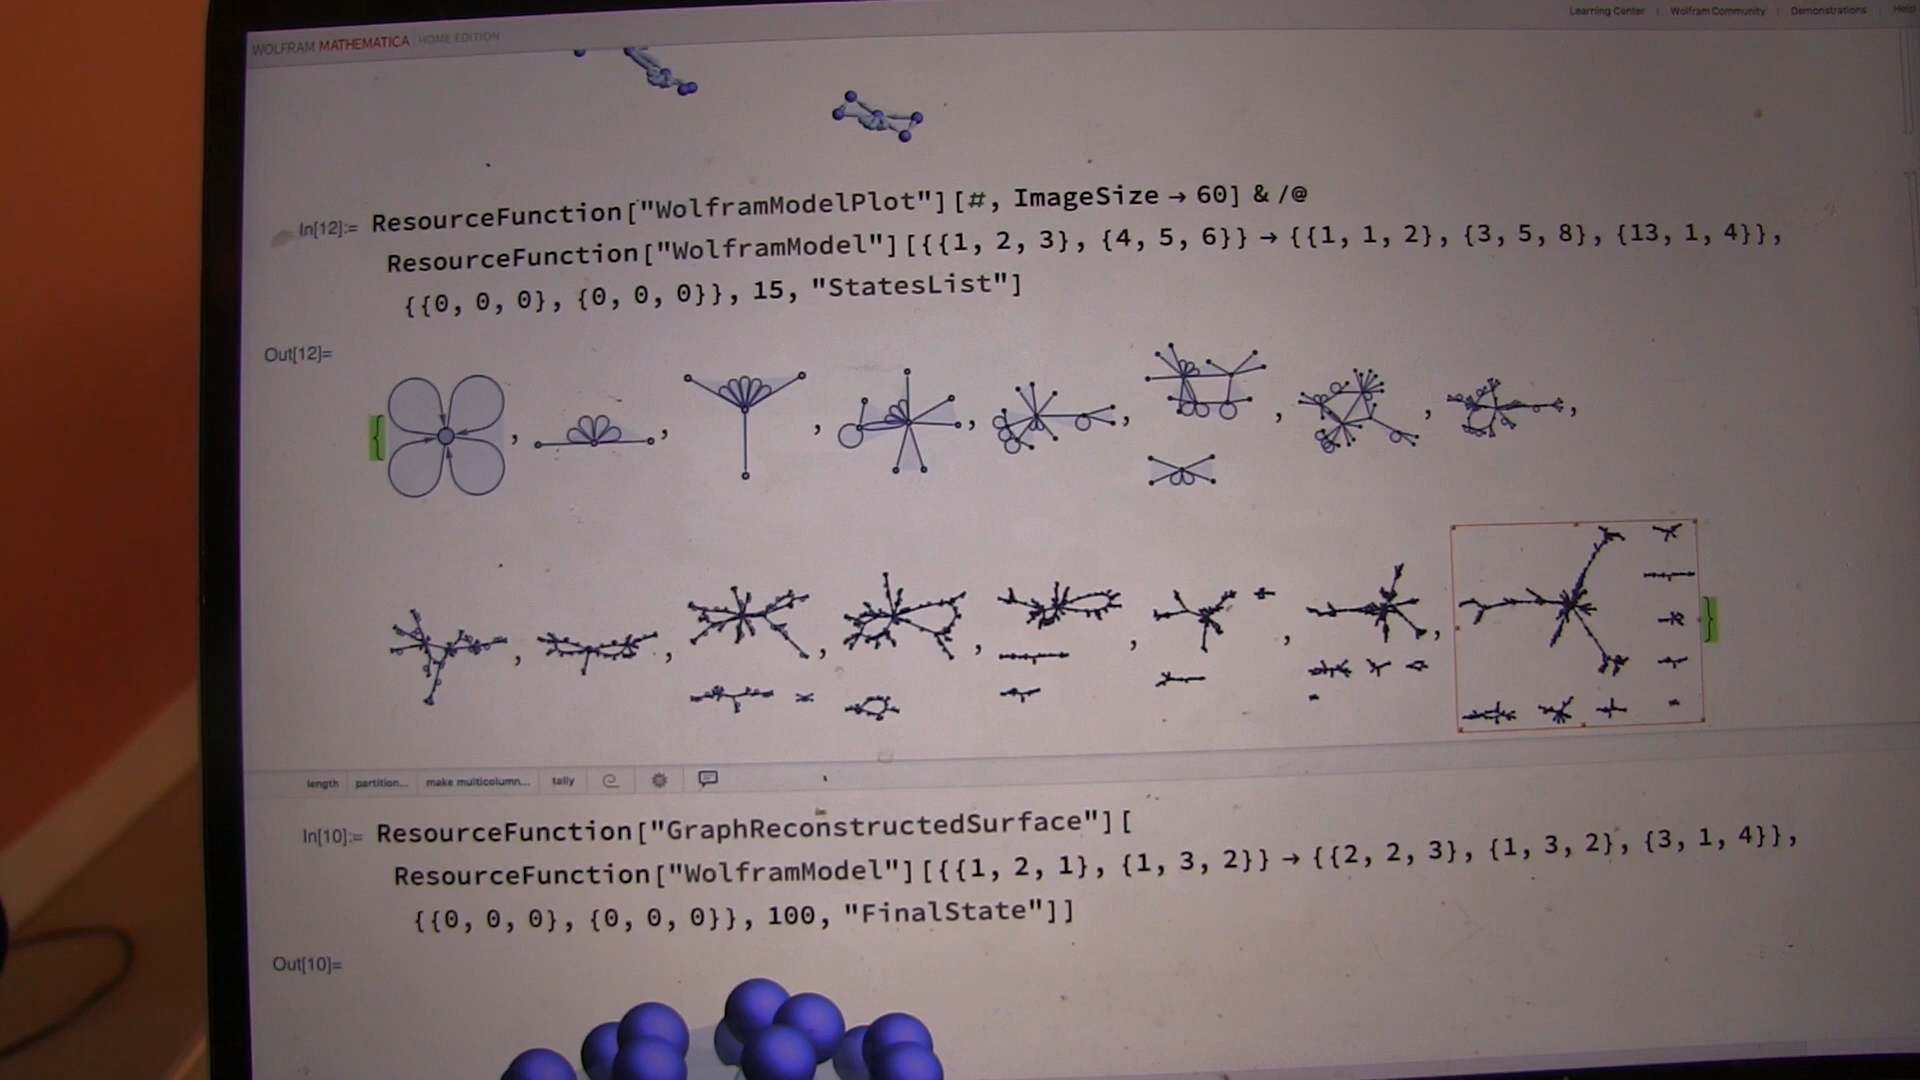 Learning Center | Wolfram Community | Demonstrations | Help
WOLFRAM MATHEMATICA | HOME EDITION
In[12]:= ResourceFunction["WolframModelPlot"][#, ImageSize → 60] & /@
ResourceFunction["WolframModel"][{{1, 2, 3}, {4, 5, 6}} → {{1, 1, 2}, {3, 5, 8}, {13, 1, 4}},
{{0, 0, 0}, {0, 0, 0}}, 15, "StatesList"]
Out[12]=
{ , , , , , , , ,
, , , , , , , }
length partition... make multicolumn... tally
In[10]:= ResourceFunction["GraphReconstructedSurface"][
ResourceFunction["WolframModel"][{{1, 2, 1}, {1, 3, 2}} → {{2, 2, 3}, {1, 3, 2}, {3, 1, 4}},
{{0, 0, 0}, {0, 0, 0}}, 100, "FinalState"]]
Out[10]=